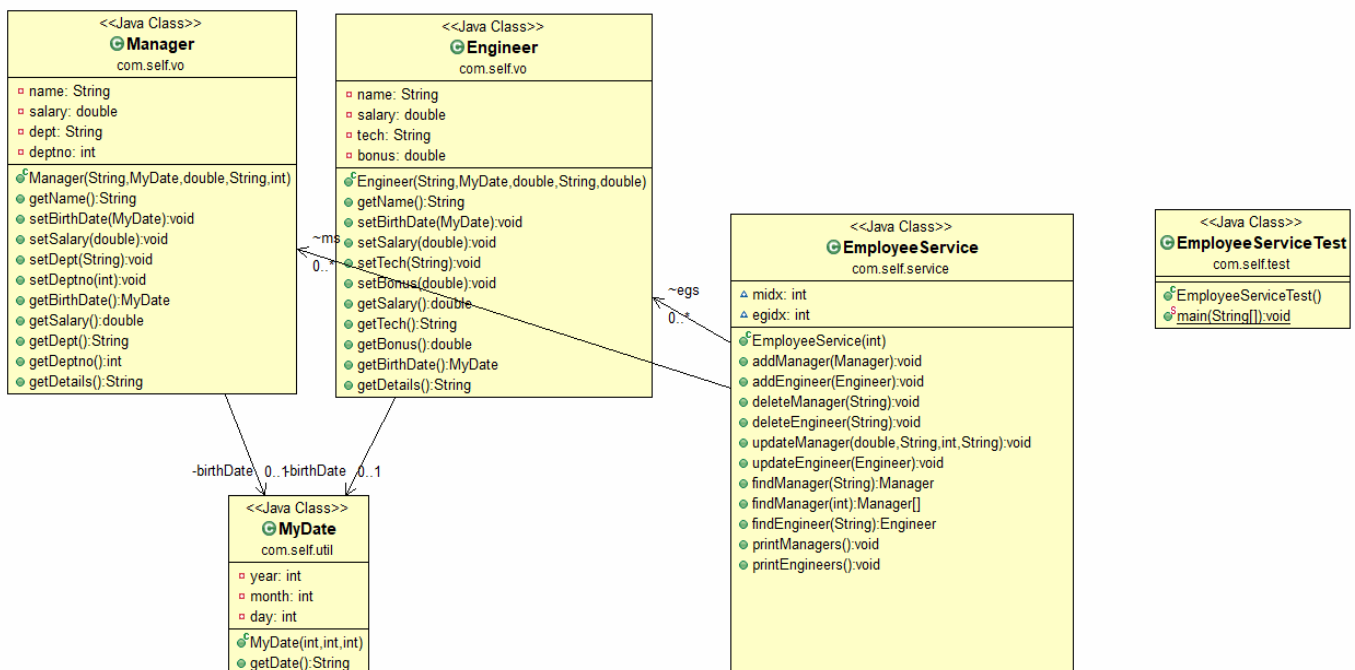 <<Java Class>>
Manager
com.self.vo
name: String
salary: double
dept: String
deptno: int
Manager(String,MyDate,double,String,int)
getName():String
setBirthDate(MyDate):void
setSalary(double):void
setDept(String):void
setDeptno(int):void
getBirthDate():MyDate
getSalary():double
getDept():String
getDeptno():int
getDetails():String
<<Java Class>>
Engineer
com.self.vo
name: String
salary: double
tech: String
bonus: double
Engineer(String,MyDate,double,String,double)
getName():String
setBirthDate(MyDate):void
setSalary(double):void
setTech(String):void
setBonus(double):void
getSalary():double
getTech():String
getBonus():double
getBirthDate():MyDate
getDetails():String
~ms
0..*
~egs
0..*
<<Java Class>>
EmployeeService
com.self.service
midx: int
egidx: int
EmployeeService(int)
addManager(Manager):void
addEngineer(Engineer):void
deleteManager(String):void
deleteEngineer(String):void
updateManager(double,String,int,String):void
updateEngineer(Engineer):void
findManager(String):Manager
findManager(int):Manager[]
findEngineer(String):Engineer
printManagers():void
printEngineers():void
<<Java Class>>
EmployeeServiceTest
com.self.test
EmployeeServiceTest()
main(String[]):void
-birthDate 0..1
-birthDate 0..1
<<Java Class>>
MyDate
com.self.util
year: int
month: int
day: int
MyDate(int,int,int)
getDate():String